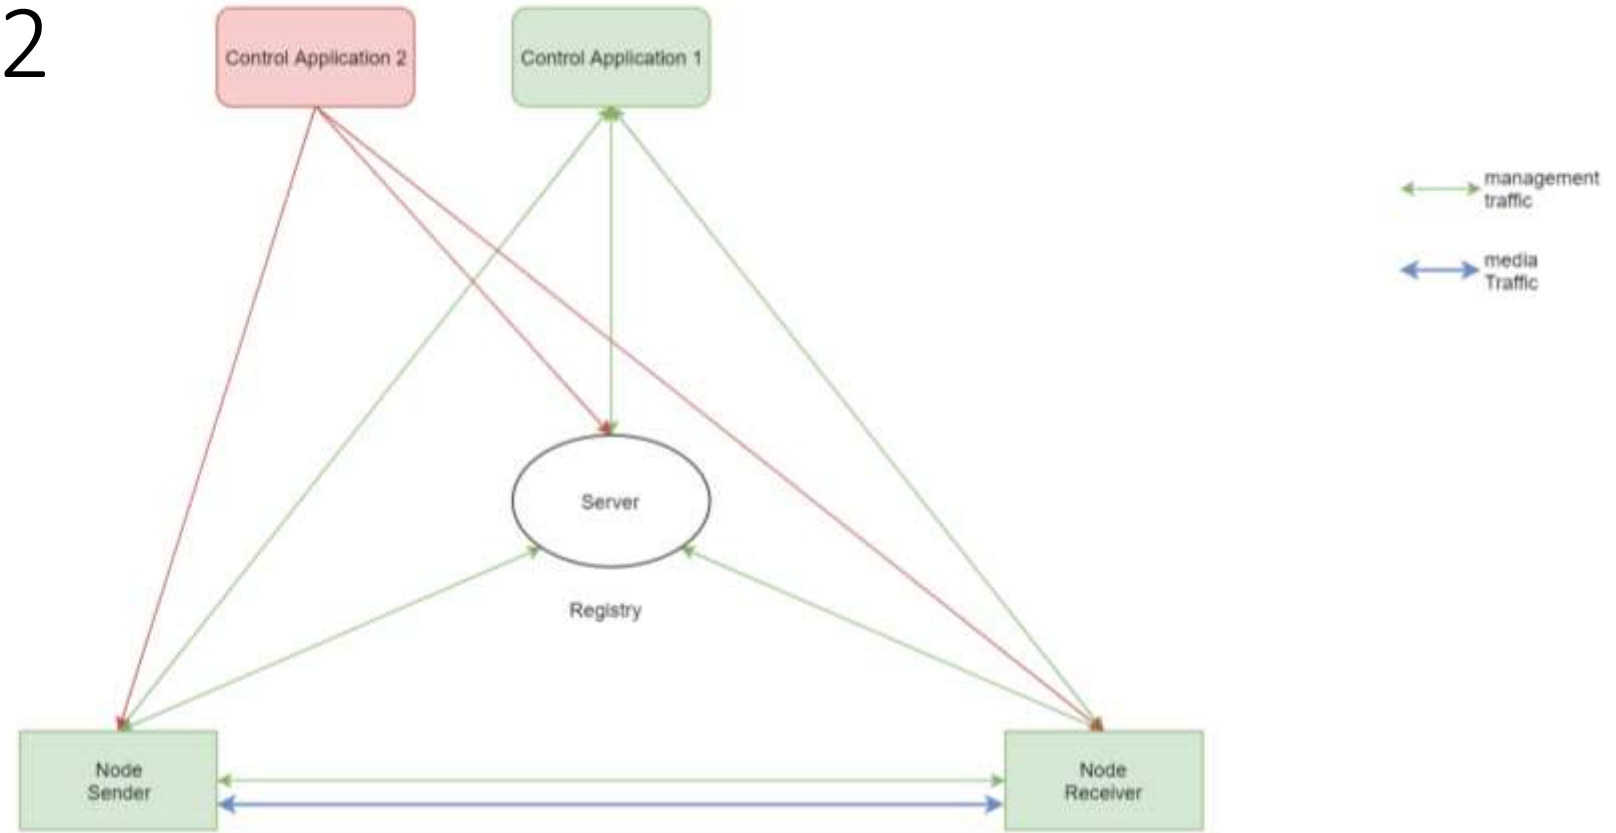 2
Control Application 2
Control Application 1
management
traffic
media
Traffic
Server
Registry
Node
Sender
Node
Receiver